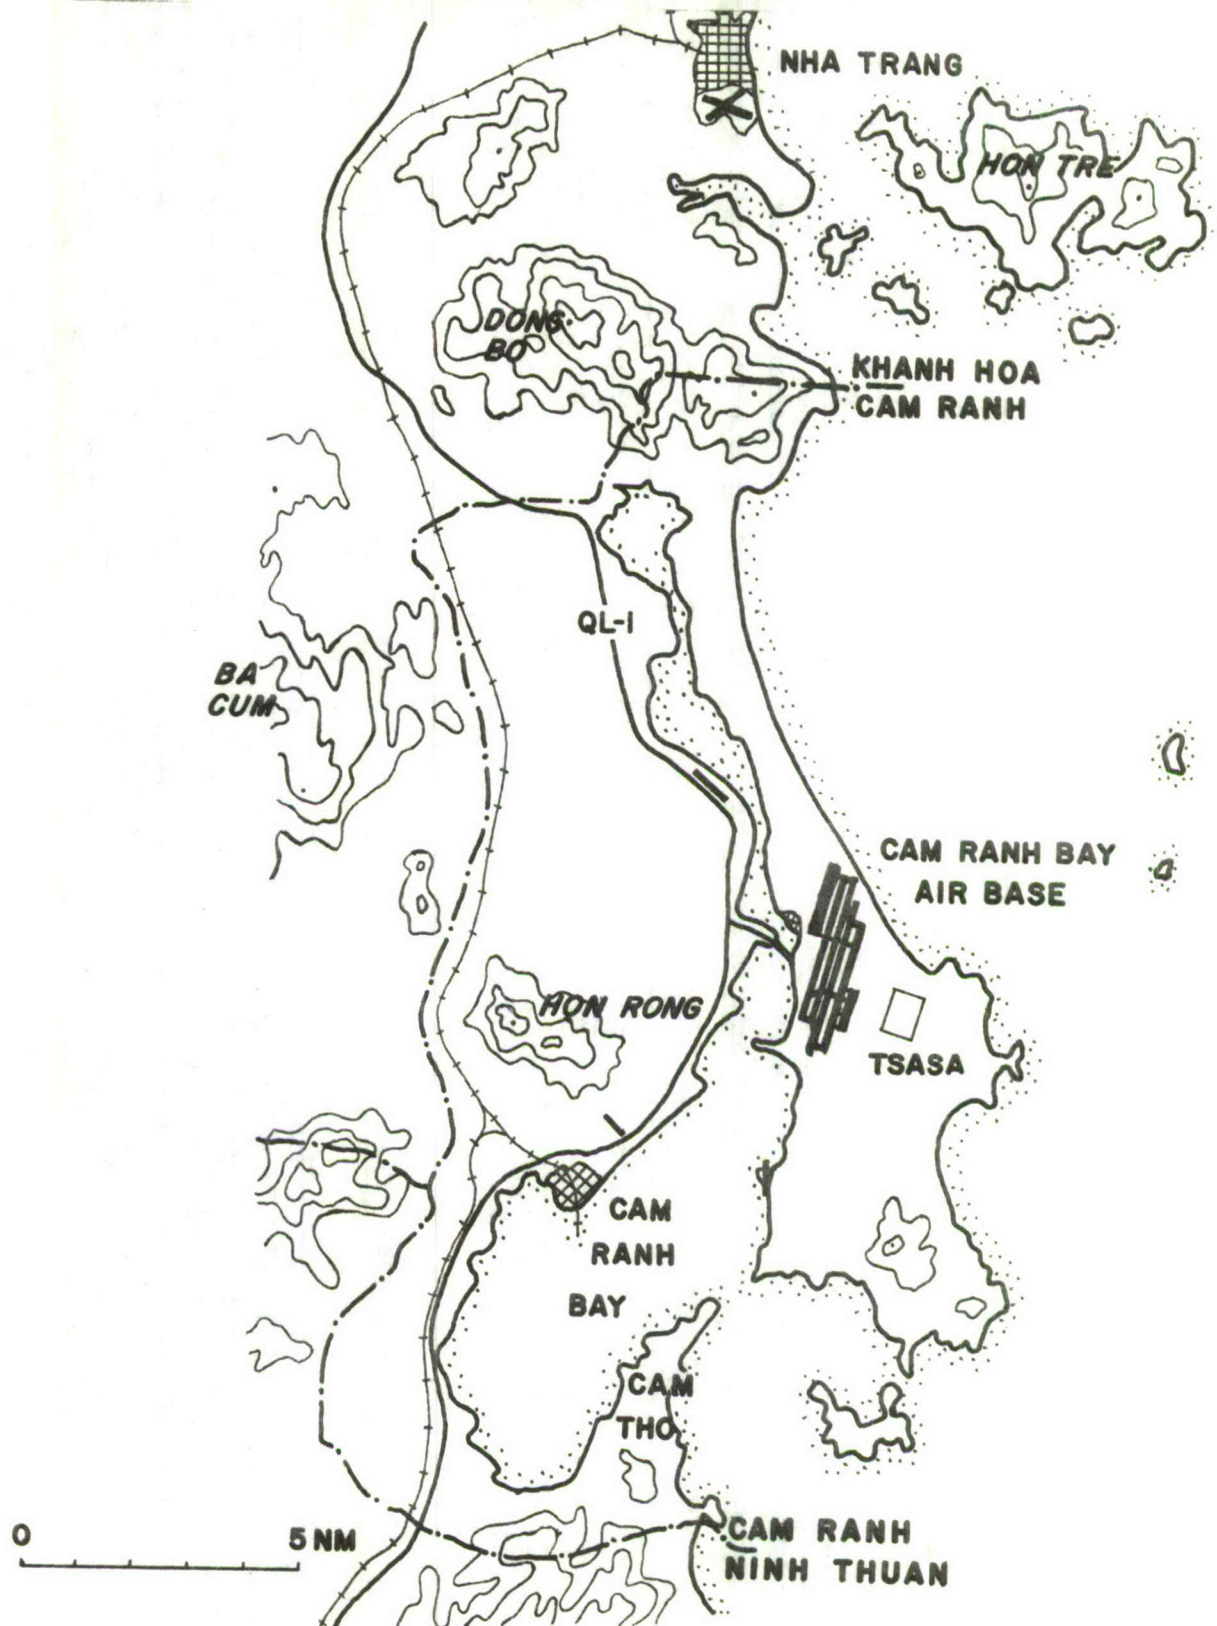 NHA TRANG
HON TRE
DONG
BO
KHANH HOA
CAM RANH
QL-1
BA
CUM
CAM RANH BAY
AIR BASE
HON RONG
TSASA
CAM
RANH
BAY
CAM
THO
0 5 NM
CAM RANH
NINH THUAN